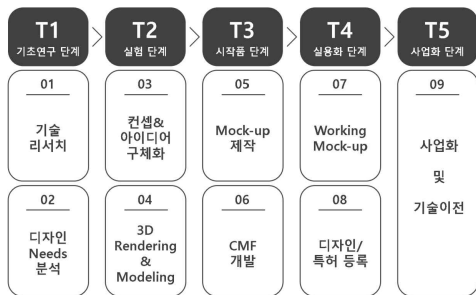 T1
기초연구 단계
T2
실험 단계
T3
시작품 단계
T4
실용화 단계
T5
사업화 단계
01
기술
리서치
02
디자인
Needs
분석
03
컨셉&
아이디어
구체화
04
3D
Rendering
&
Modeling
05
Mock-up
제작
06
CMF
개발
07
Working
Mock-up
08
디자인/
특허 등록
09
사업화
및
기술이전